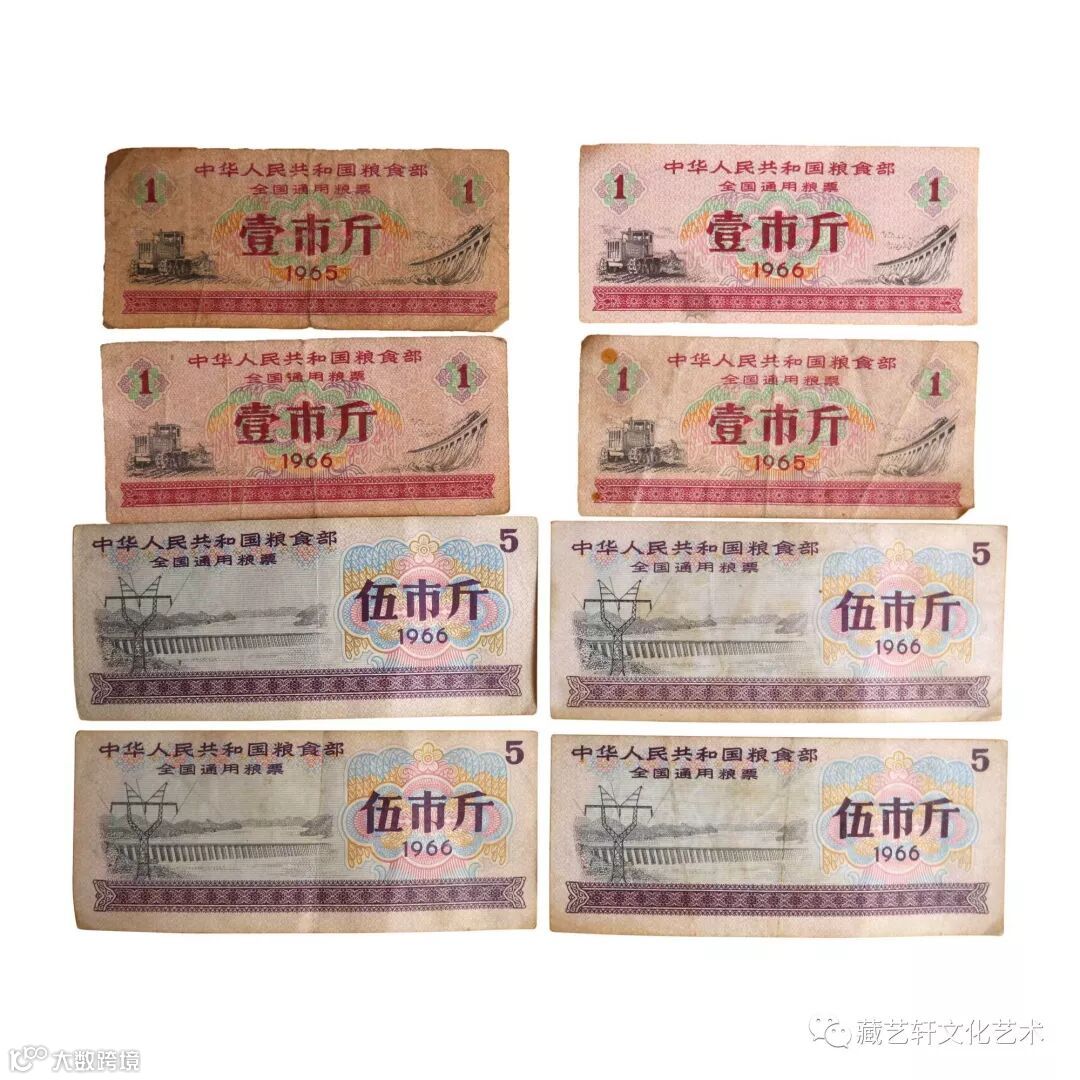 中华人民共和国粮食部
全国通用粮票
1
1
壹市斤
1965
中华人民共和国粮食部
全国通用粮票
1
1
壹市斤
1966
中华人民共和国粮食部
全国通用粮票
1
1
壹市斤
1966
中华人民共和国粮食部
全国通用粮票
1
1
壹市斤
1965
中华人民共和国粮食部
5
全国通用粮票
伍市斤
1966
中华人民共和国粮食部
5
全国通用粮票
伍市斤
1966
中华人民共和国粮食部
5
全国通用粮票
伍市斤
1966
中华人民共和国粮食部
5
全国通用粮票
伍市斤
1966
藏艺轩文化艺术
大数跨境